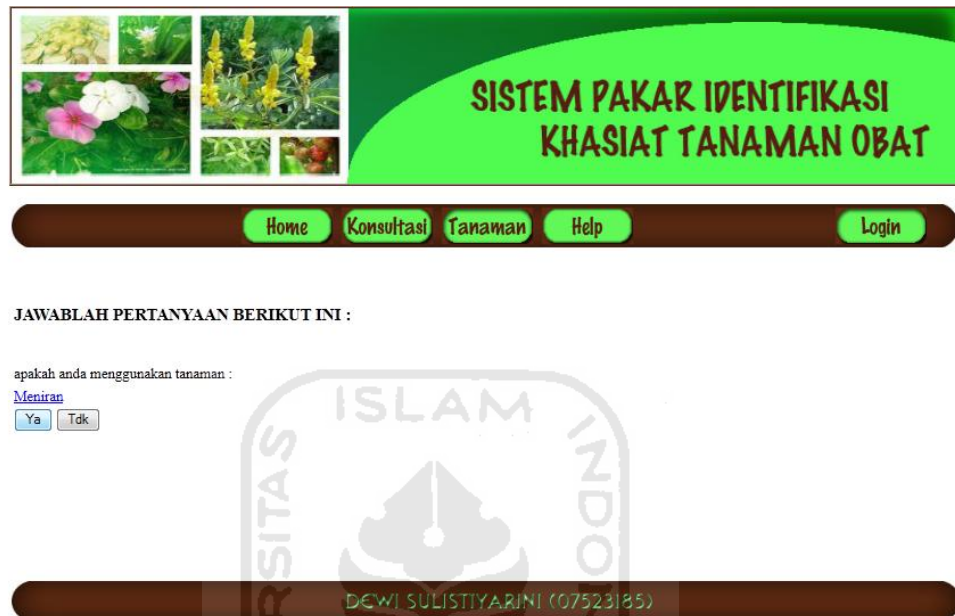 SISTEM PAKAR IDENTIFIKASI
KHASIAT TANAMAN OBAT
Home Konsultasi Tanaman Help Login
JAWABLAH PERTANYAAN BERIKUT INI :
apakah anda menggunakan tanaman :
Meniran
Ya Tdk
ISLAM
DEWI SULISTIYARINI (07523185)